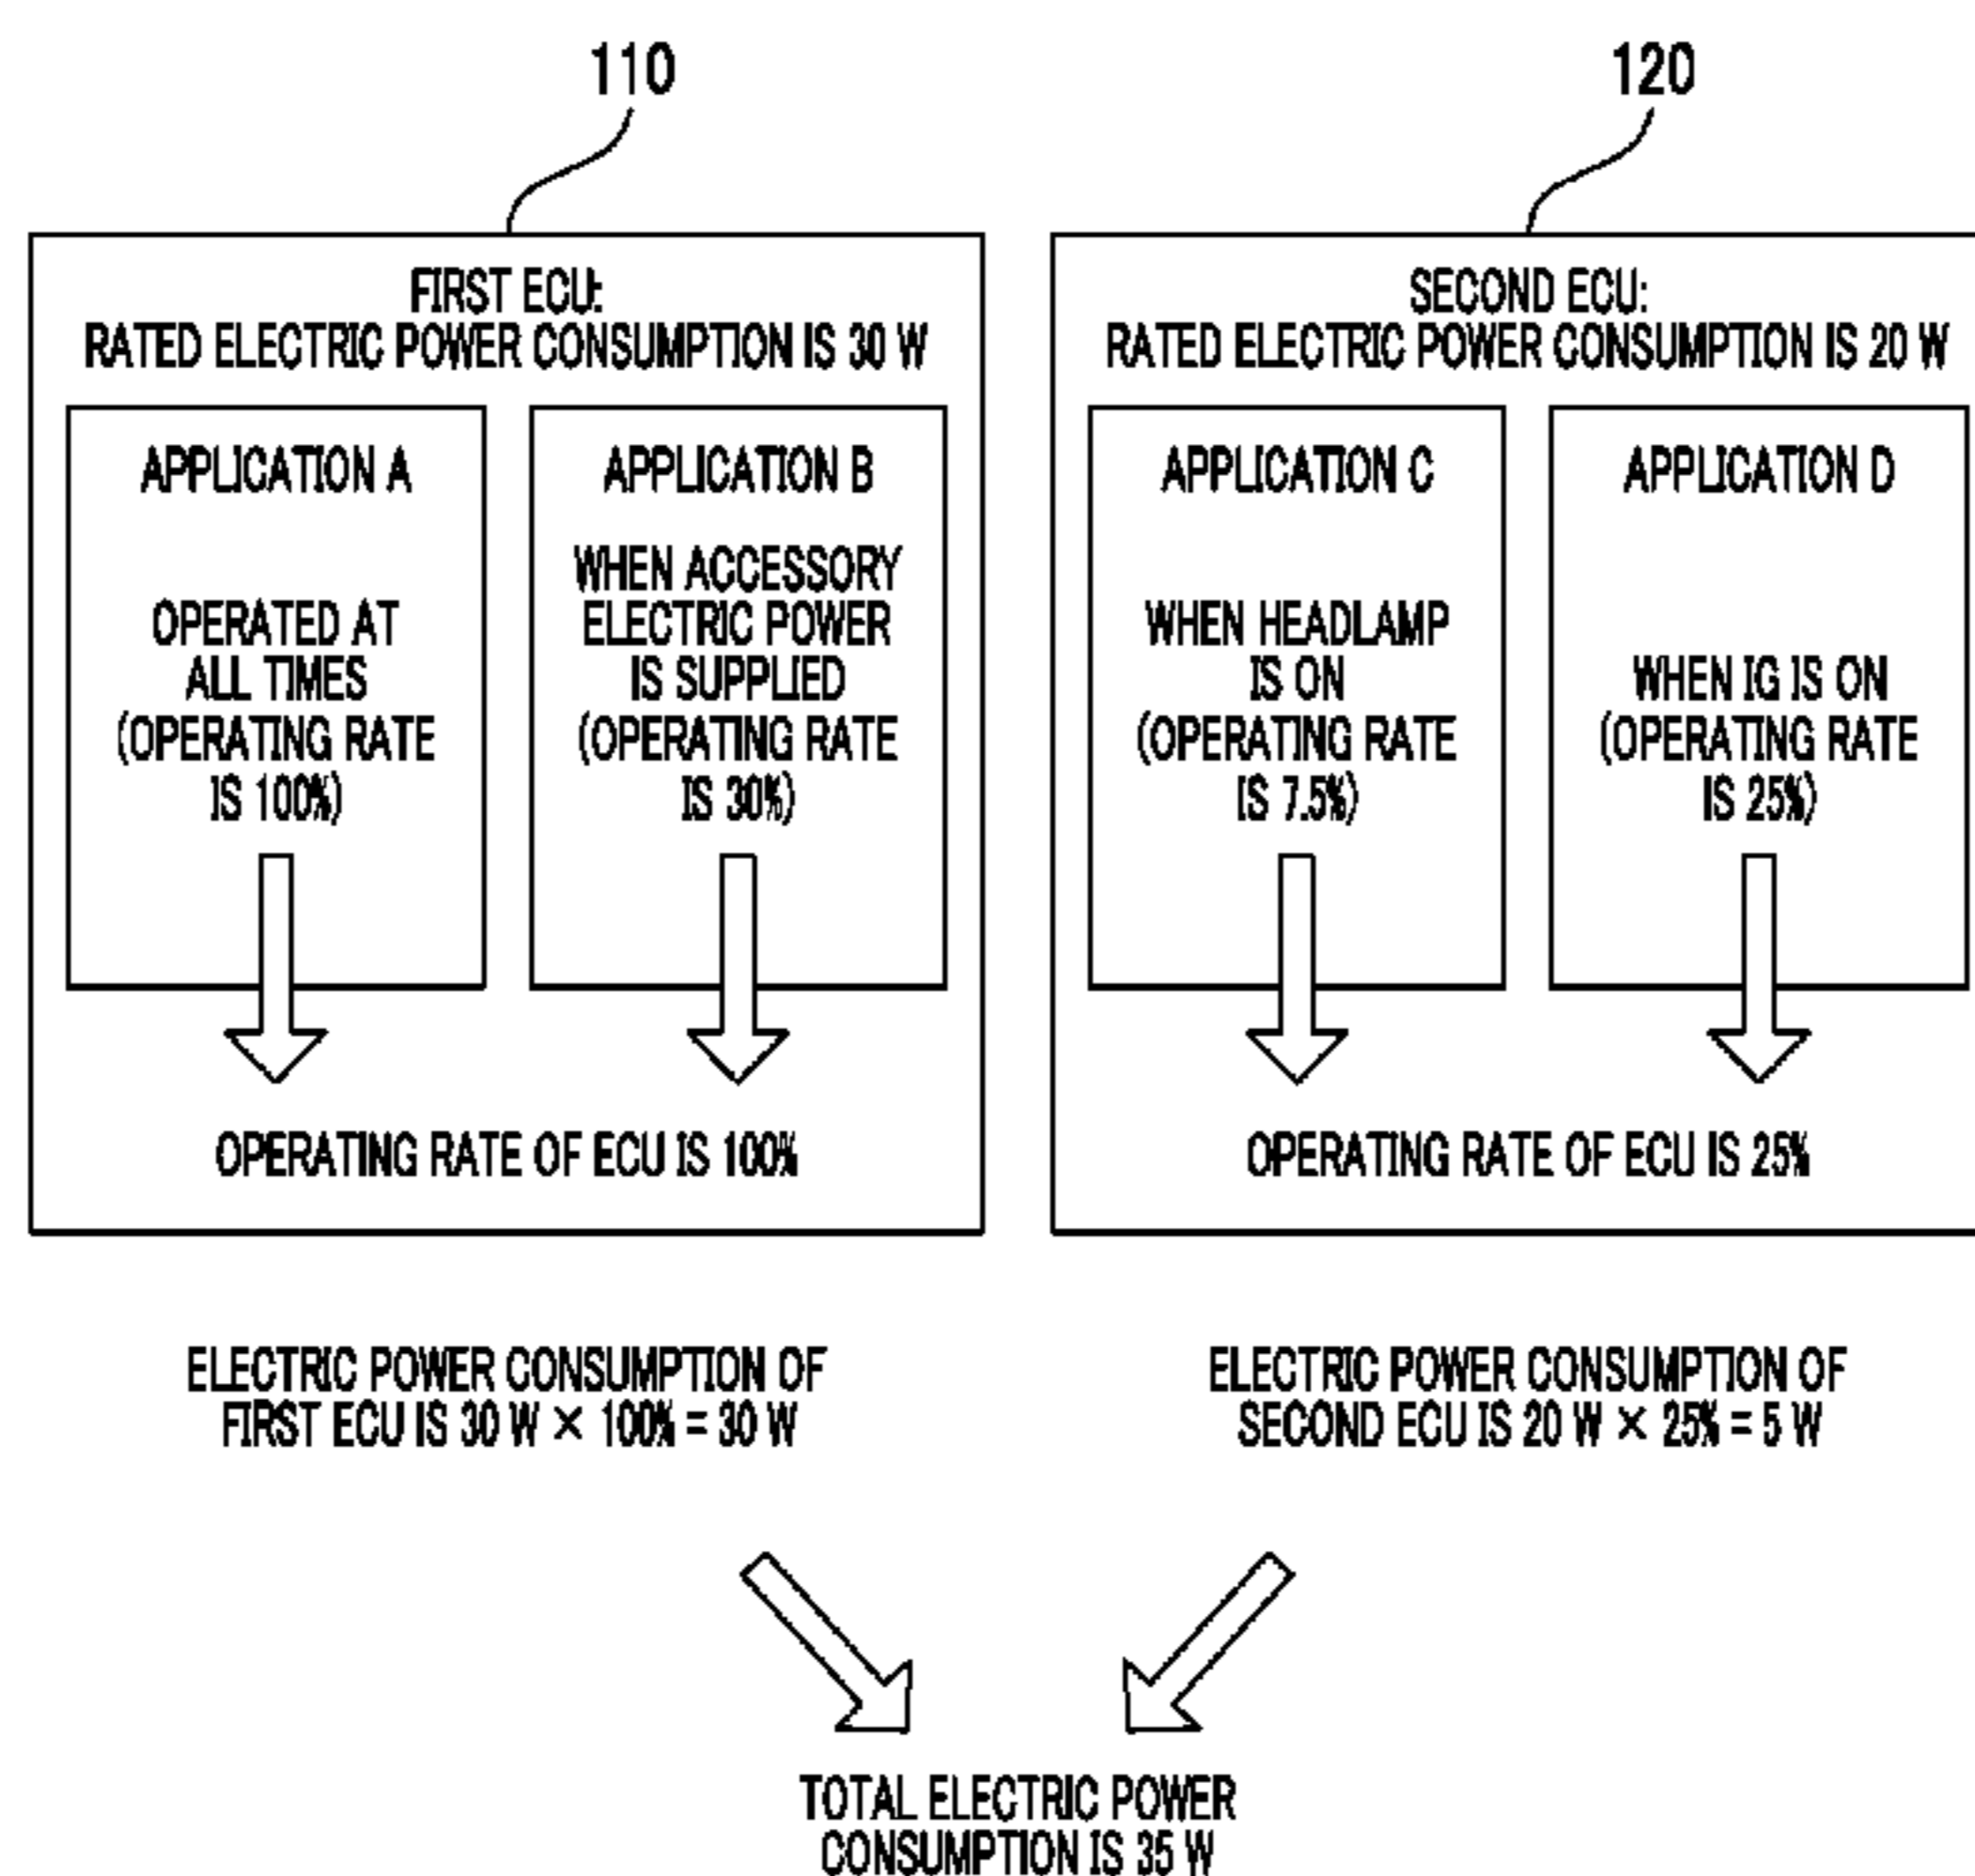 110
120
FIRST ECU:
RATED ELECTRIC POWER CONSUMPTION IS 30 W
APPLICATION A
OPERATED AT
ALL TIMES
(OPERATING RATE
IS 100%)
APPLICATION B
WHEN ACCESSORY
ELECTRIC POWER
IS SUPPLIED
(OPERATING RATE
IS 30%)
OPERATING RATE OF ECU IS 100%
SECOND ECU:
RATED ELECTRIC POWER CONSUMPTION IS 20 W
APPLICATION C
WHEN HEADLAMP
IS ON
(OPERATING RATE
IS 7.5%)
APPLICATION D
WHEN IG IS ON
(OPERATING RATE
IS 25%)
OPERATING RATE OF ECU IS 25%
ELECTRIC POWER CONSUMPTION OF
FIRST ECU IS 30 W × 100% = 30 W
ELECTRIC POWER CONSUMPTION OF
SECOND ECU IS 20 W × 25% = 5 W
TOTAL ELECTRIC POWER
CONSUMPTION IS 35 W